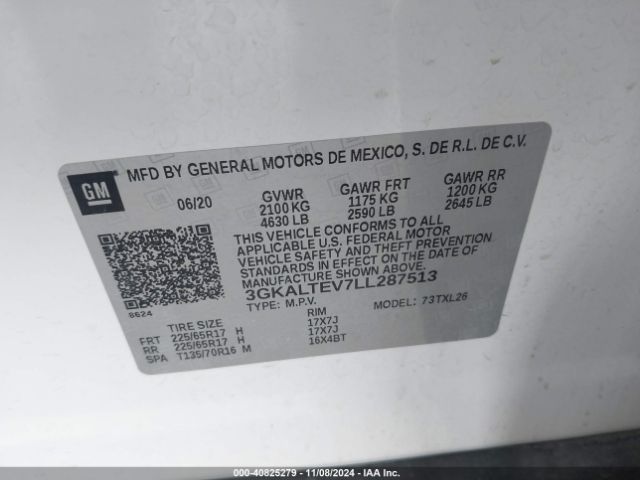 GM
MFD BY GENERAL MOTORS DE MEXICO, S. DE R.L. DE C.V.
06/20 GVWR GAWR FRT GAWR RR
2100 KG 1175 KG 1200 KG
4630 LB 2590 LB 2645 LB
THIS VEHICLE CONFORMS TO ALL
APPLICABLE U.S. FEDERAL MOTOR
VEHICLE SAFETY AND THEFT PREVENTION
STANDARDS IN EFFECT ON THE DATE OF
MANUFACTURE SHOWN ABOVE.
3GKALTEV7LL287513
TYPE: M.P.V. MODEL: 73TXL26
8624
TIRE SIZE RIM
FRT 225/65R17 H 17X7J
RR 225/65R17 H 17X7J
SPA T135/70R16 M 16X4BT
000-40825279 - 11/08/2024 - IAA Inc.